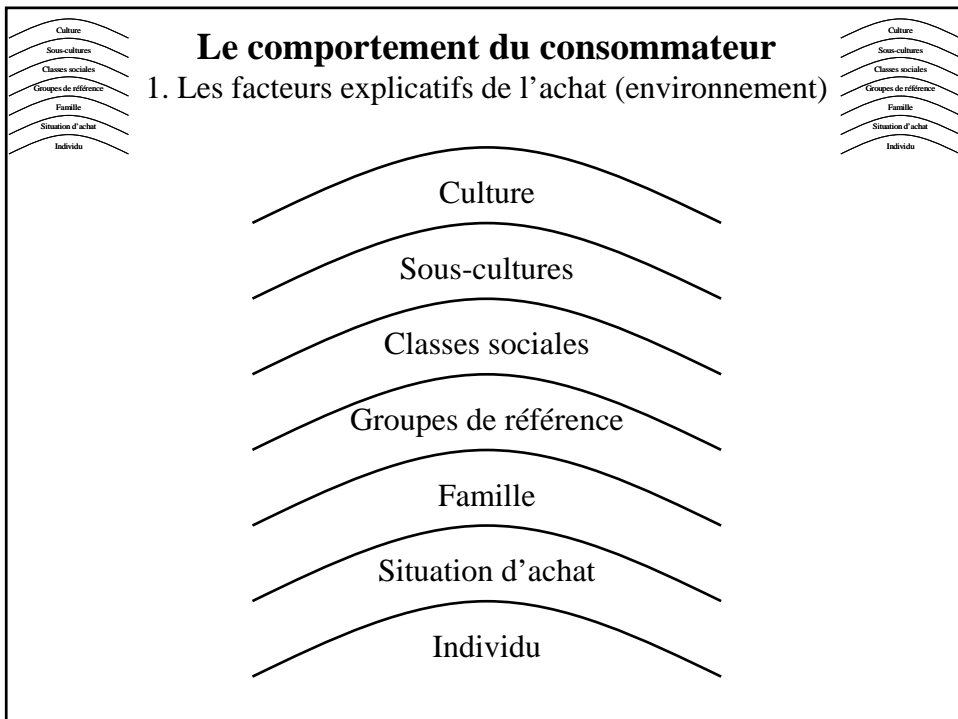 Culture
Sous-cultures
Classes sociales
Groupes de référence
Famille
Situation d’achat
Individu
Le comportement du consommateur
1. Les facteurs explicatifs de l’achat (environnement)
Culture
Sous-cultures
Classes sociales
Groupes de référence
Famille
Situation d’achat
Individu
Culture
Sous-cultures
Classes sociales
Groupes de référence
Famille
Situation d’achat
Individu